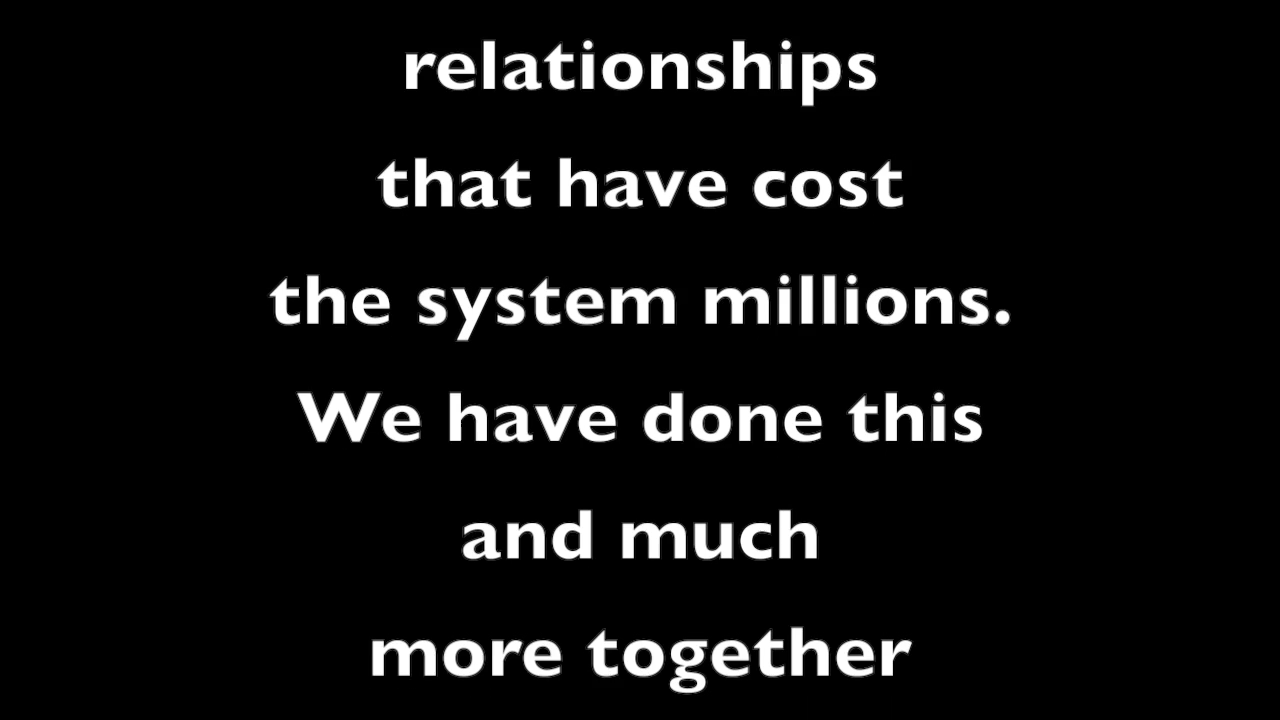 relationships
that have cost
the system millions.
We have done this
and much
more together